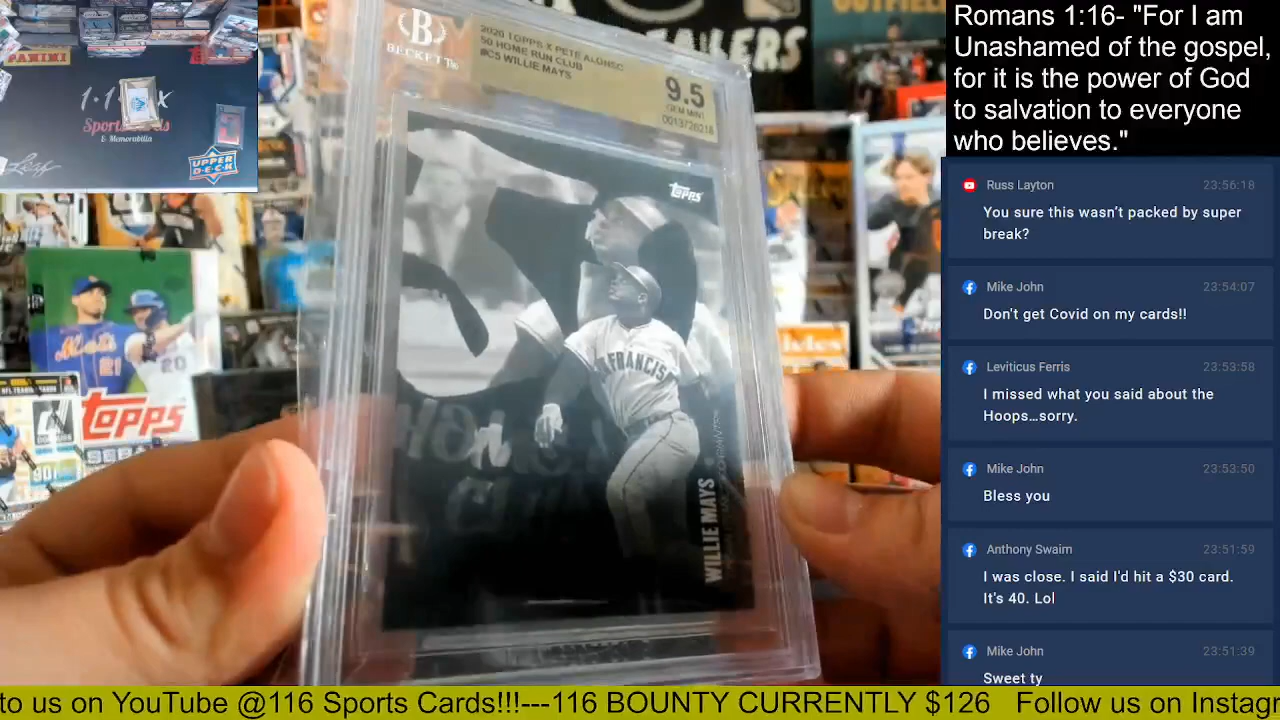 PANINI
Sports Cards
& Memorabilia
Leaf
UPPER
DECK
Mets
21
20
topps
B
BECKETT
2020 TOPPS X PETE ALONSO
50 HOME RUN CLUB
#C5 WILLIE MAYS
9.5
GEM MINT
0013726218
topps
FRANCIS
WILLIE MAYS
OUTFIELD
Romans 1:16- "For I am
Unashamed of the gospel,
for it is the power of God
to salvation to everyone
who believes."
Russ Layton 23:56:18
You sure this wasn't packed by super
break?
Mike John 23:54:07
Don't get Covid on my cards!!
Leviticus Ferris 23:53:58
I missed what you said about the
Hoops...sorry.
Mike John 23:53:50
Bless you
Anthony Swaim 23:51:59
I was close. I said I'd hit a $30 card.
It's 40. Lol
Mike John 23:51:39
Sweet ty
to us on YouTube @116 Sports Cards!!!---116 BOUNTY CURRENTLY $126 Follow us on Instagr